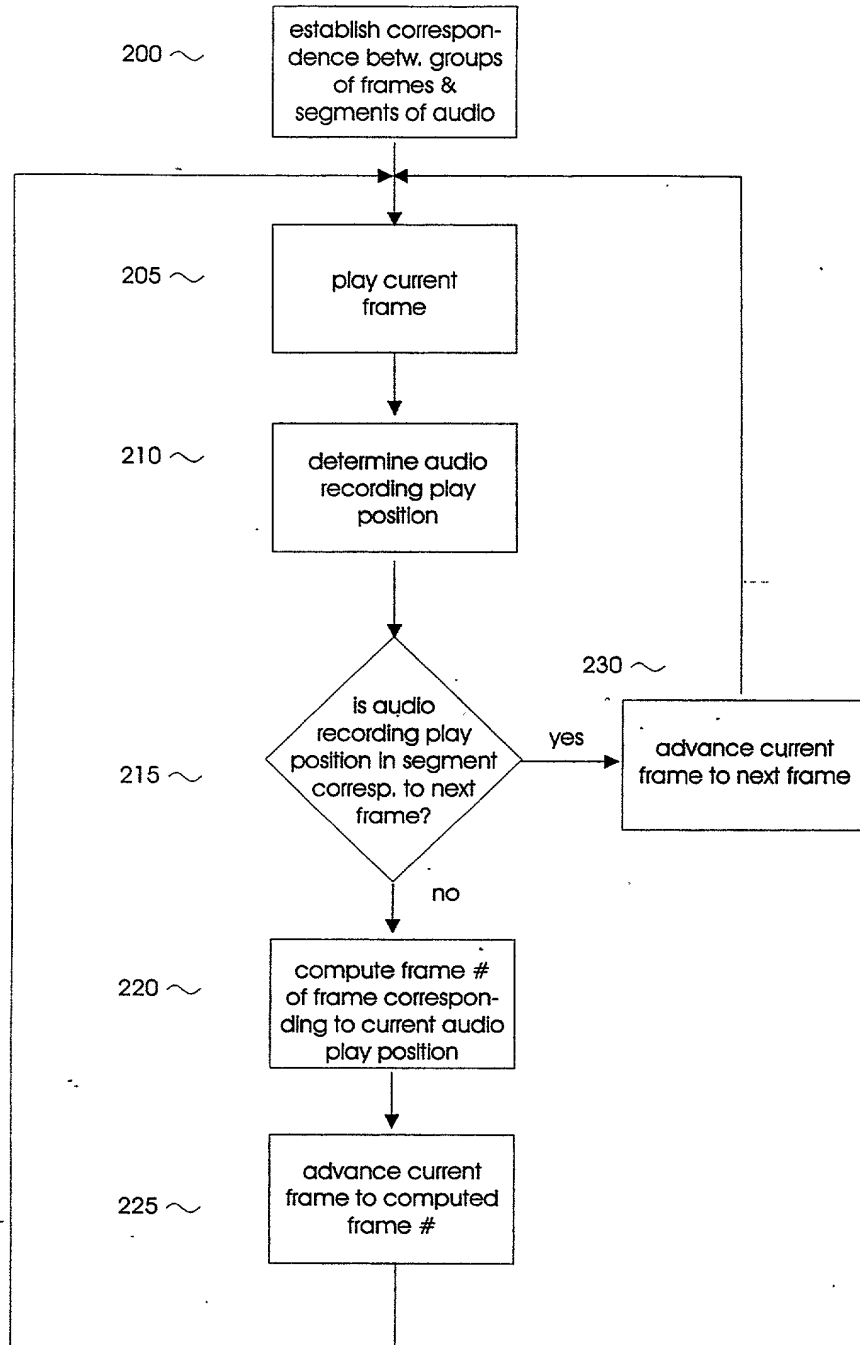 200
establish correspon-
dence betw. groups
of frames &
segments of audio
205
play current
frame
210
determine audio
recording play
position
215
is audio
recording play
position in segment
corresp. to next
frame?
yes
230
advance current
frame to next frame
no
220
compute frame #
of frame correspon-
ding to current audio
play position
225
advance current
frame to computed
frame #